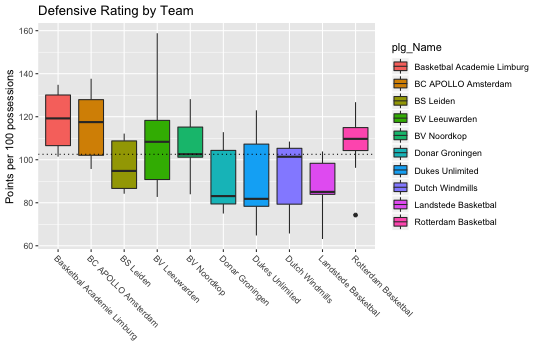 Defensive Rating by Team
Points per 100 possessions
160
140
120
100
80
60
Basketbal Academie Limburg
BC APOLLO Amsterdam
BS Leiden
BV Leeuwarden
BV Noordkop
Donar Groningen
Dukes Unlimited
Dutch Windmills
Landstede Basketbal
Rotterdam Basketbal
plg_Name
Basketbal Academie Limburg
BC APOLLO Amsterdam
BS Leiden
BV Leeuwarden
BV Noordkop
Donar Groningen
Dukes Unlimited
Dutch Windmills
Landstede Basketbal
Rotterdam Basketbal